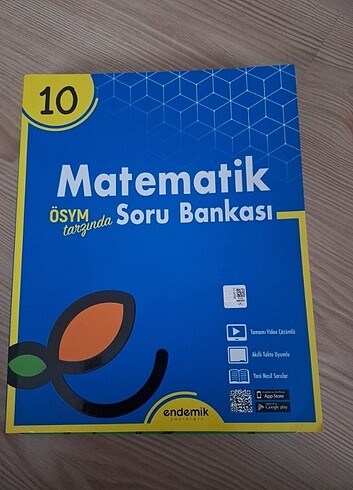 10
Matematik
ÖSYM
tarzında
Soru Bankası
Tamamı Video Çözümlü
Akıllı Tahta Uyumlu
Yeni Nesil Sorular
App Store
Google play
endemik